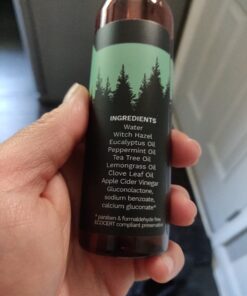 INGREDIENTS
Water
Witch Hazel
Eucalyptus Oil
Peppermint Oil
Tea Tree Oil
Lemongrass Oil
Clove Leaf Oil
Apple Cider Vinegar
Gluconolactone,
sodium benzoate,
calcium gluconate*
* paraben & formaldehyde free
ECOCERT compliant preservative